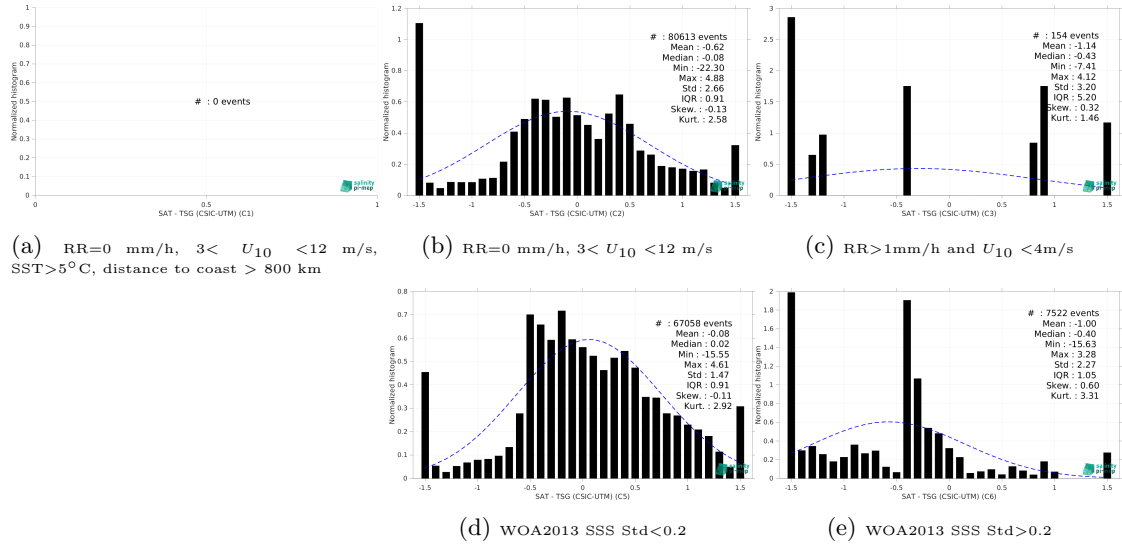 1
0.9
0.8
0.7
0.6
0.5
0.4
0.3
0.2
0.1
0
0
0.5
1
Normalized histogram
# : 0 events
SAT - TSG (CSIC-UTM) (C1)
salinity
pi-mep
(a) RR=0 mm/h, 3< U10 <12 m/s,
SST>5°C, distance to coast > 800 km
1.2
1
0.8
0.6
0.4
0.2
0
-1.5
-1
-0.5
0
0.5
1
1.5
Normalized histogram
# : 80613 events
Mean : -0.62
Median : -0.08
Min : -22.30
Max : 4.88
Std : 2.66
IQR : 0.91
Skew. : -0.13
Kurt. : 2.58
SAT - TSG (CSIC-UTM) (C2)
salinity
pi-mep
(b) RR=0 mm/h, 3< U10 <12 m/s
3
2.5
2
1.5
1
0.5
0
-1.5
-1
-0.5
0
0.5
1
1.5
Normalized histogram
# : 154 events
Mean : -1.14
Median : -0.43
Min : -7.41
Max : 4.12
Std : 3.20
IQR : 5.20
Skew. : 0.32
Kurt. : 1.46
SAT - TSG (CSIC-UTM) (C3)
salinity
pi-mep
(c) RR>1mm/h and U10 <4m/s
0.8
0.7
0.6
0.5
0.4
0.3
0.2
0.1
0
-1.5
-1
-0.5
0
0.5
1
1.5
Normalized histogram
# : 67058 events
Mean : -0.08
Median : 0.02
Min : -15.55
Max : 4.61
Std : 1.47
IQR : 0.91
Skew. : -0.11
Kurt. : 2.92
SAT - TSG (CSIC-UTM) (C5)
salinity
pi-mep
(d) WOA2013 SSS Std<0.2
2
1.8
1.6
1.4
1.2
1
0.8
0.6
0.4
0.2
0
-1.5
-1
-0.5
0
0.5
1
1.5
Normalized histogram
# : 7522 events
Mean : -1.00
Median : -0.40
Min : -15.63
Max : 3.28
Std : 2.27
IQR : 1.05
Skew. : 0.60
Kurt. : 3.31
SAT - TSG (CSIC-UTM) (C6)
salinity
pi-mep
(e) WOA2013 SSS Std>0.2